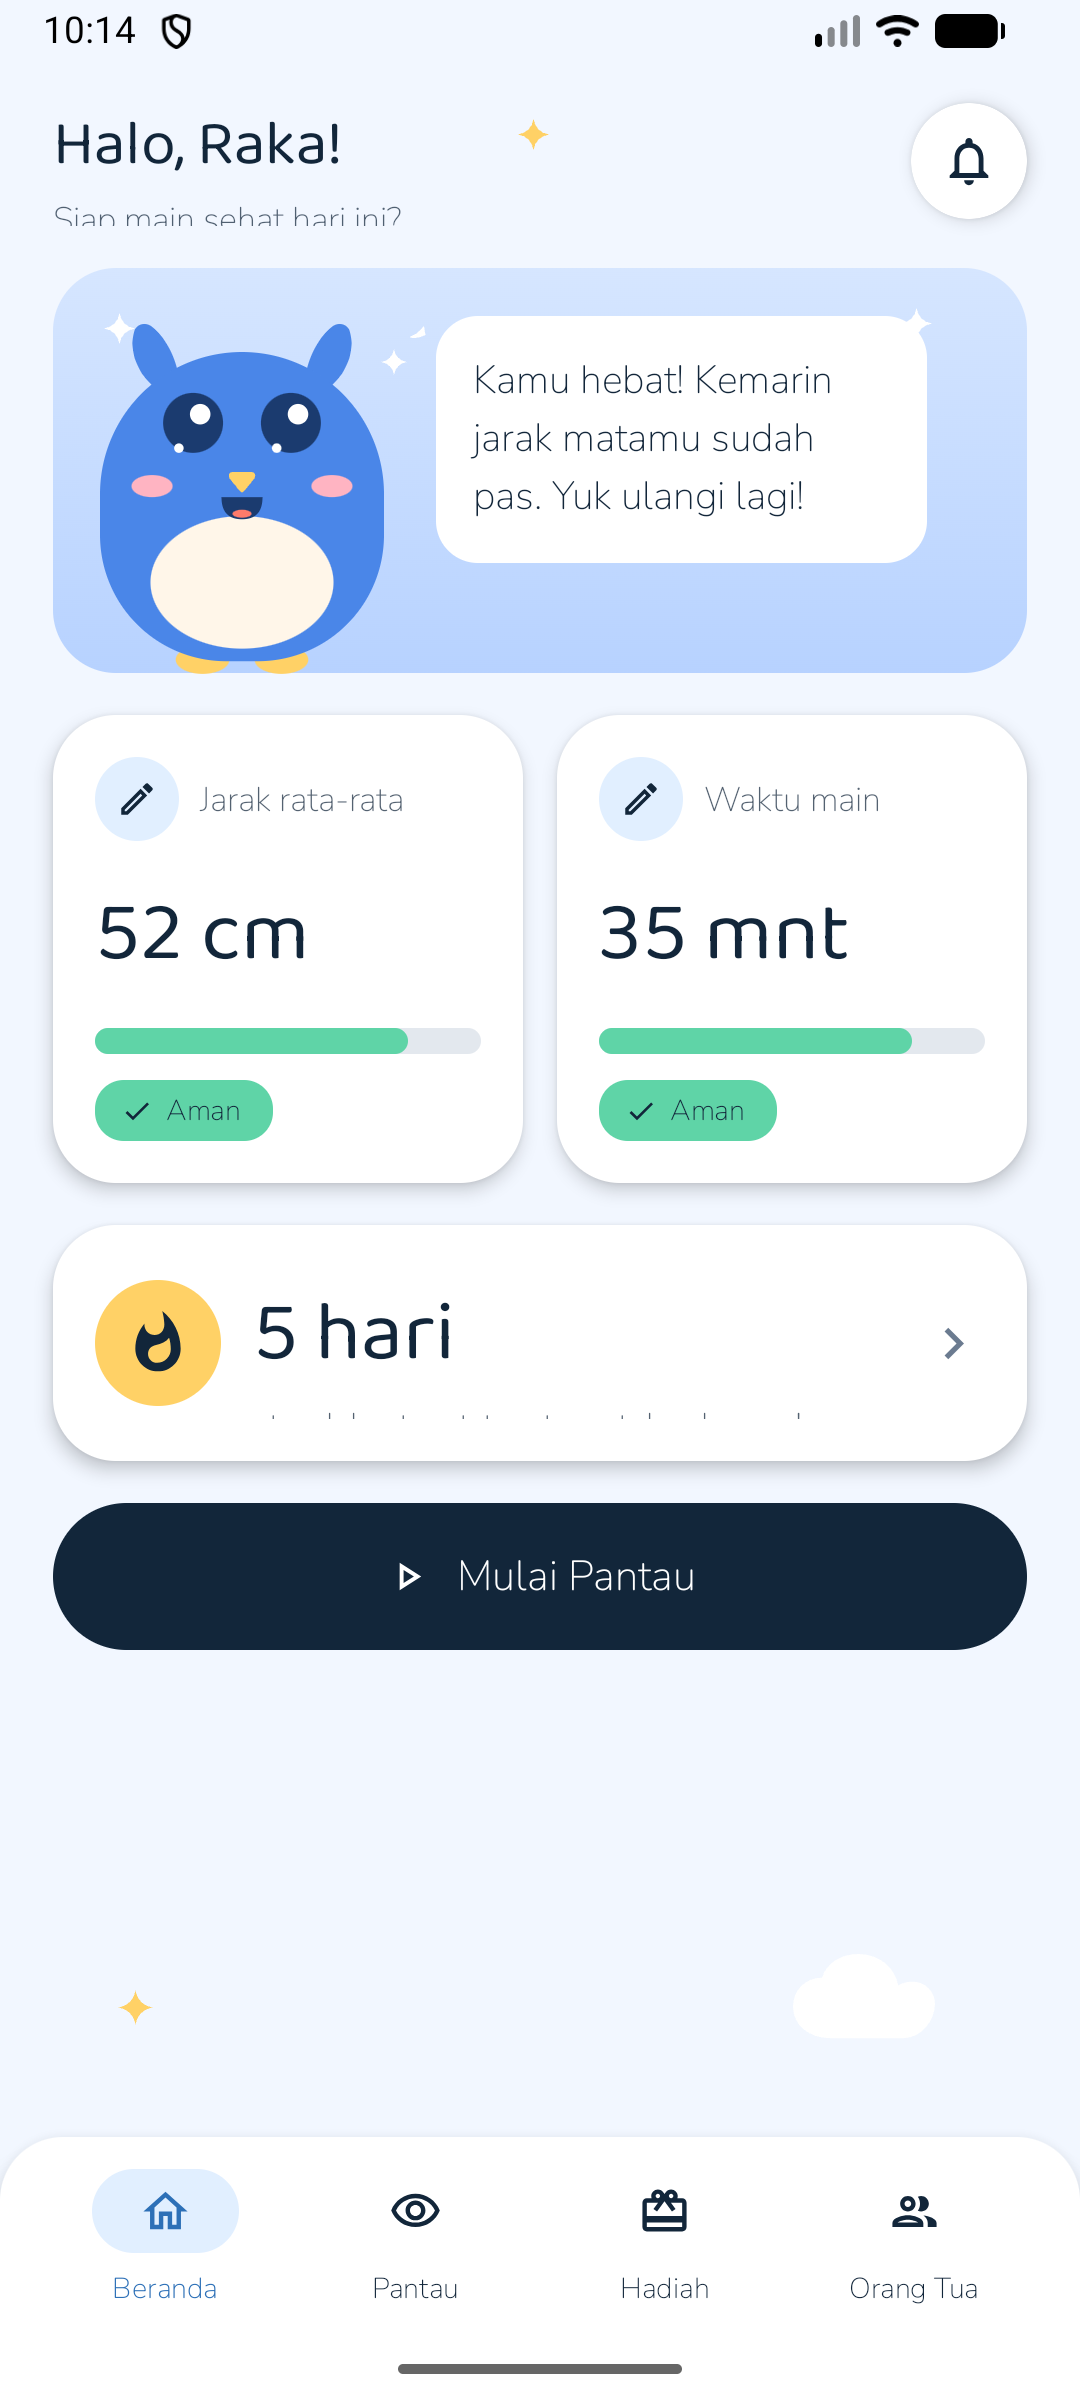 10:14
Halo, Raka!
Siap main sehat hari ini?
Kamu hebat! Kemarin
jarak matamu sudah
pas. Yuk ulangi lagi!
Jarak rata-rata
52 cm
Aman
Waktu main
35 mnt
Aman
5 hari
Mulai Pantau
Beranda
Pantau
Hadiah
Orang Tua